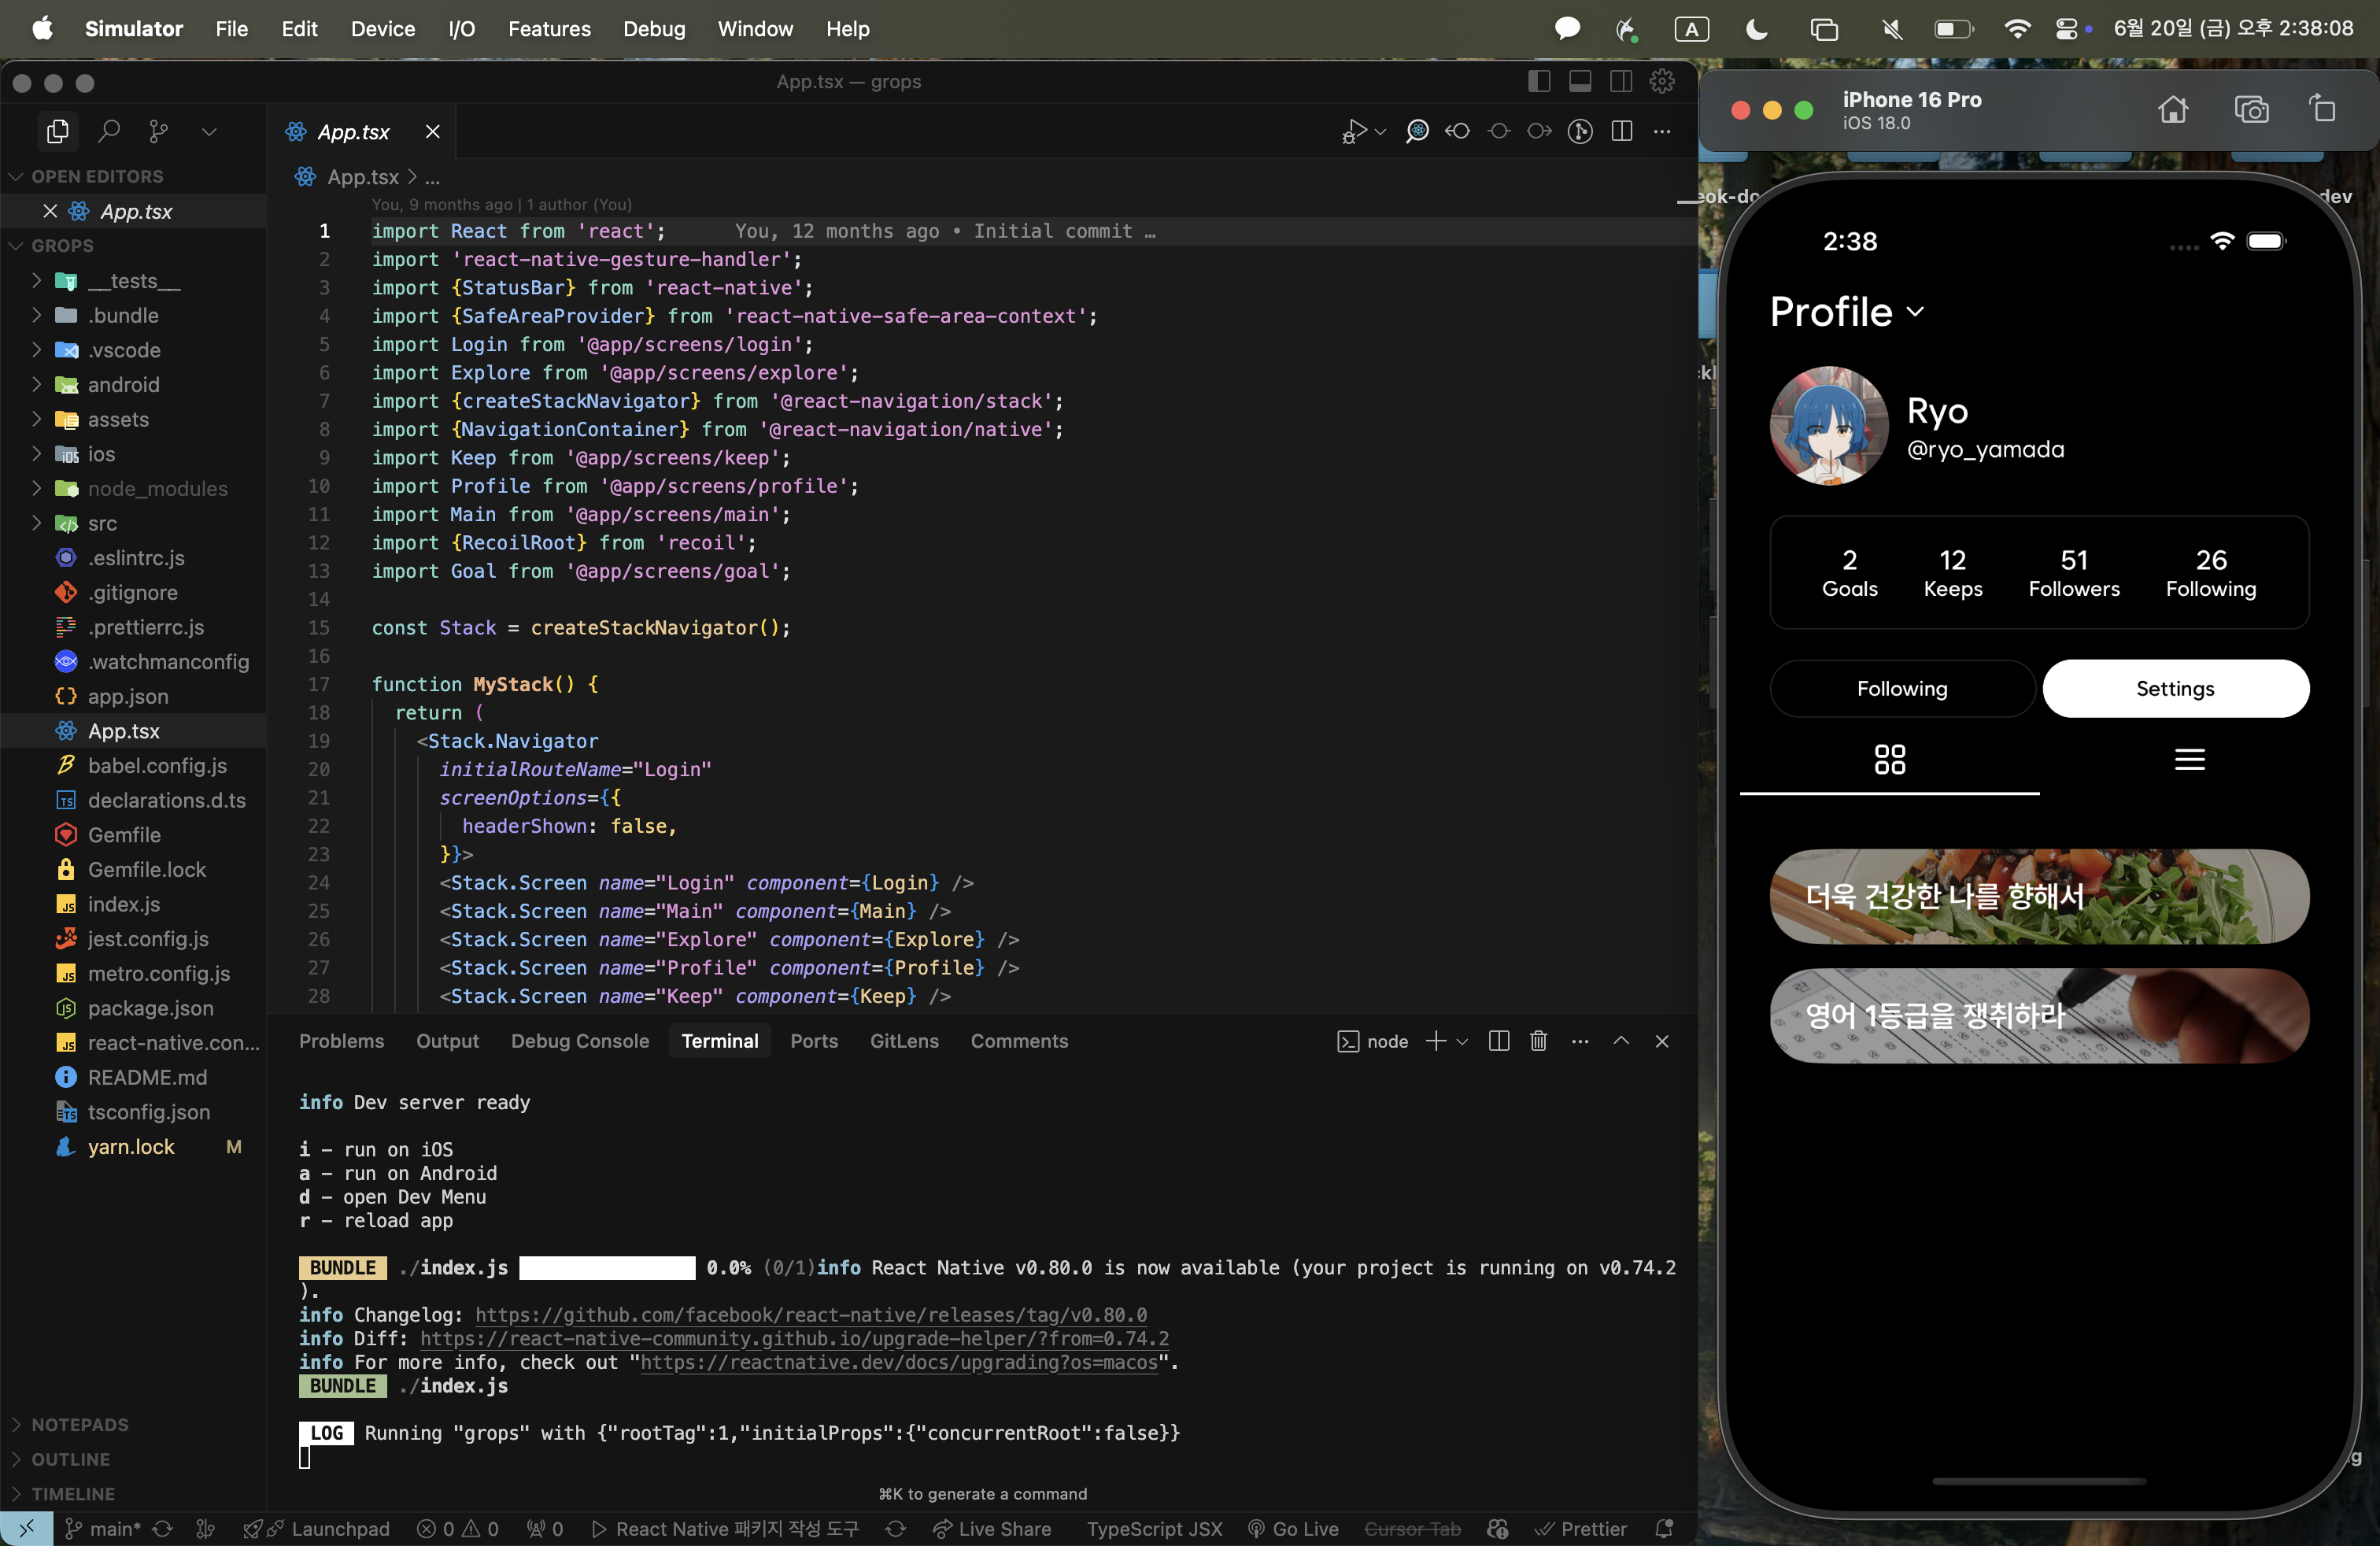 Simulator File Edit Device I/O Features Debug Window Help
A
6월 20일 (금) 오후 2:38:08
App.tsx — grops
App.tsx
OPEN EDITORS
App.tsx
GROPS
__tests__
.bundle
.vscode
android
assets
ios
node_modules
src
.eslintrc.js
.gitignore
.prettierrc.js
.watchmanconfig
app.json
App.tsx
babel.config.js
declarations.d.ts
Gemfile
Gemfile.lock
index.js
jest.config.js
metro.config.js
package.json
react-native.con...
README.md
tsconfig.json
yarn.lock M
NOTEPADS
OUTLINE
TIMELINE
App.tsx > ...
You, 9 months ago | 1 author (You)
1 import React from 'react'; You, 12 months ago • Initial commit …
2 import 'react-native-gesture-handler';
3 import {StatusBar} from 'react-native';
4 import {SafeAreaProvider} from 'react-native-safe-area-context';
5 import Login from '@app/screens/login';
6 import Explore from '@app/screens/explore';
7 import {createStackNavigator} from '@react-navigation/stack';
8 import {NavigationContainer} from '@react-navigation/native';
9 import Keep from '@app/screens/keep';
10 import Profile from '@app/screens/profile';
11 import Main from '@app/screens/main';
12 import {RecoilRoot} from 'recoil';
13 import Goal from '@app/screens/goal';
14
15 const Stack = createStackNavigator();
16
17 function MyStack() {
18 return (
19 <Stack.Navigator
20 initialRouteName="Login"
21 screenOptions={{
22 headerShown: false,
23 }}>
24 <Stack.Screen name="Login" component={Login} />
25 <Stack.Screen name="Main" component={Main} />
26 <Stack.Screen name="Explore" component={Explore} />
27 <Stack.Screen name="Profile" component={Profile} />
28 <Stack.Screen name="Keep" component={Keep} />
Problems Output Debug Console Terminal Ports GitLens Comments
node
info Dev server ready
i – run on iOS
a – run on Android
d – open Dev Menu
r – reload app
BUNDLE ./index.js 0.0% (0/1)info React Native v0.80.0 is now available (your project is running on v0.74.2
).
info Changelog: https://github.com/facebook/react-native/releases/tag/v0.80.0
info Diff: https://react-native-community.github.io/upgrade-helper/?from=0.74.2
info For more info, check out "https://reactnative.dev/docs/upgrading?os=macos".
BUNDLE ./index.js
LOG Running "grops" with {"rootTag":1,"initialProps":{"concurrentRoot":false}}
⌘K to generate a command
main* Launchpad 0 0 0 React Native 패키지 작성 도구 Live Share TypeScript JSX Go Live Cursor Tab Prettier
iPhone 16 Pro
iOS 18.0
2:38
Profile
Ryo
@ryo_yamada
2 12 51 26
Goals Keeps Followers Following
Following Settings
더욱 건강한 나를 향해서
영어 1등급을 쟁취하라